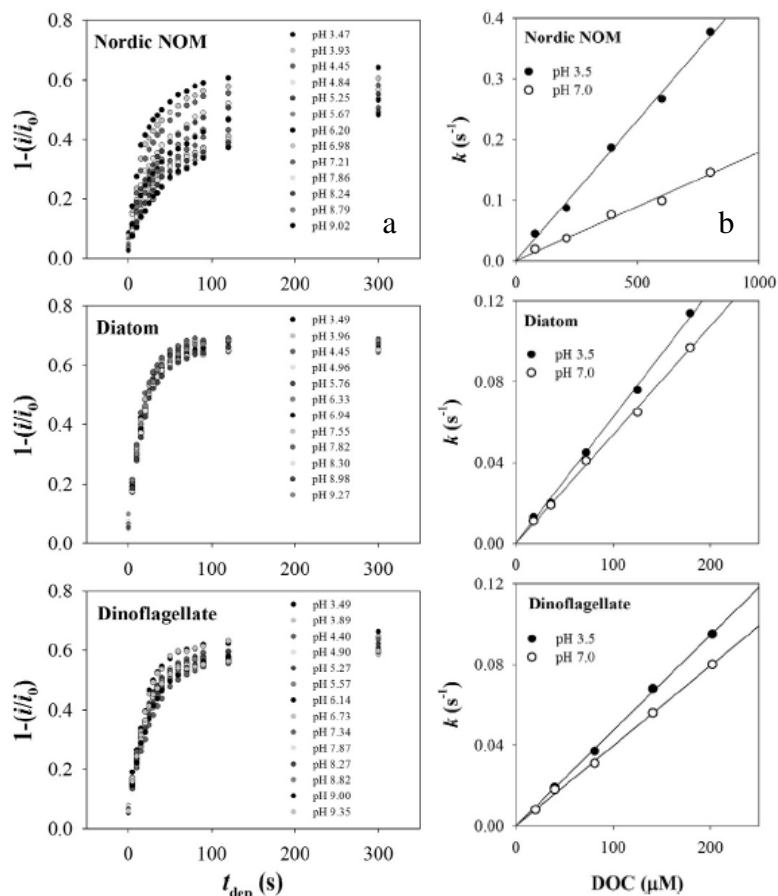 Nordic NOM
pH 3.47
pH 3.93
pH 4.45
pH 4.84
pH 5.25
pH 5.67
pH 6.20
pH 6.98
pH 7.21
pH 7.86
pH 8.24
pH 8.79
pH 9.02
a
1-(i/i0)
0.8
0.6
0.4
0.2
0.0
0 100 200 300
Nordic NOM
pH 3.5
pH 7.0
b
k (s-1)
0.4
0.3
0.2
0.1
0.0
0 500 1000
Diatom
pH 3.49
pH 3.96
pH 4.45
pH 4.96
pH 5.76
pH 6.33
pH 6.94
pH 7.55
pH 7.82
pH 8.30
pH 8.98
pH 9.27
1-(i/i0)
0.8
0.6
0.4
0.2
0.0
0 100 200 300
Diatom
pH 3.5
pH 7.0
k (s-1)
0.12
0.08
0.04
0.00
0 100 200
Dinoflagellate
pH 3.49
pH 3.89
pH 4.40
pH 4.90
pH 5.27
pH 5.57
pH 6.14
pH 6.73
pH 7.34
pH 7.87
pH 8.27
pH 8.82
pH 9.00
pH 9.35
1-(i/i0)
0.8
0.6
0.4
0.2
0.0
0 100 200 300
tdep (s)
Dinoflagellate
pH 3.5
pH 7.0
k (s-1)
0.12
0.08
0.04
0.00
0 100 200
DOC (µM)